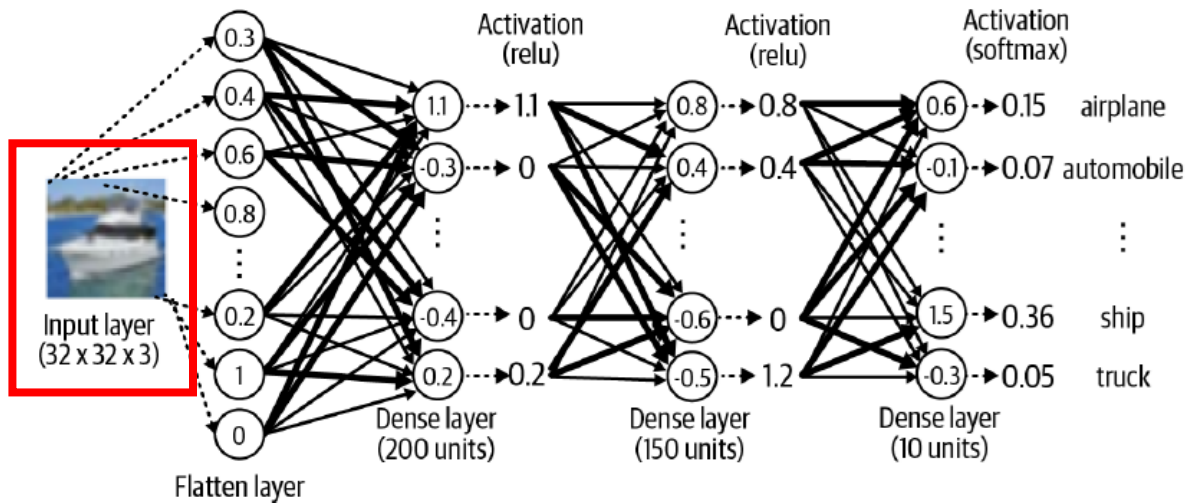 Activation
(relu)
Activation
(relu)
Activation
(softmax)
0.3
0.4
0.6
0.8
⋮
0.2
1
0
Flatten layer
Input layer
(32 x 32 x 3)
1.1
-0.3
⋮
-0.4
0.2
Dense layer
(200 units)
1.1
0
0
0.2
0.8
0.4
⋮
-0.6
-0.5
Dense layer
(150 units)
0.8
0.4
0
1.2
0.6
-0.1
⋮
1.5
-0.3
Dense layer
(10 units)
0.15 airplane
0.07 automobile
⋮
0.36 ship
0.05 truck